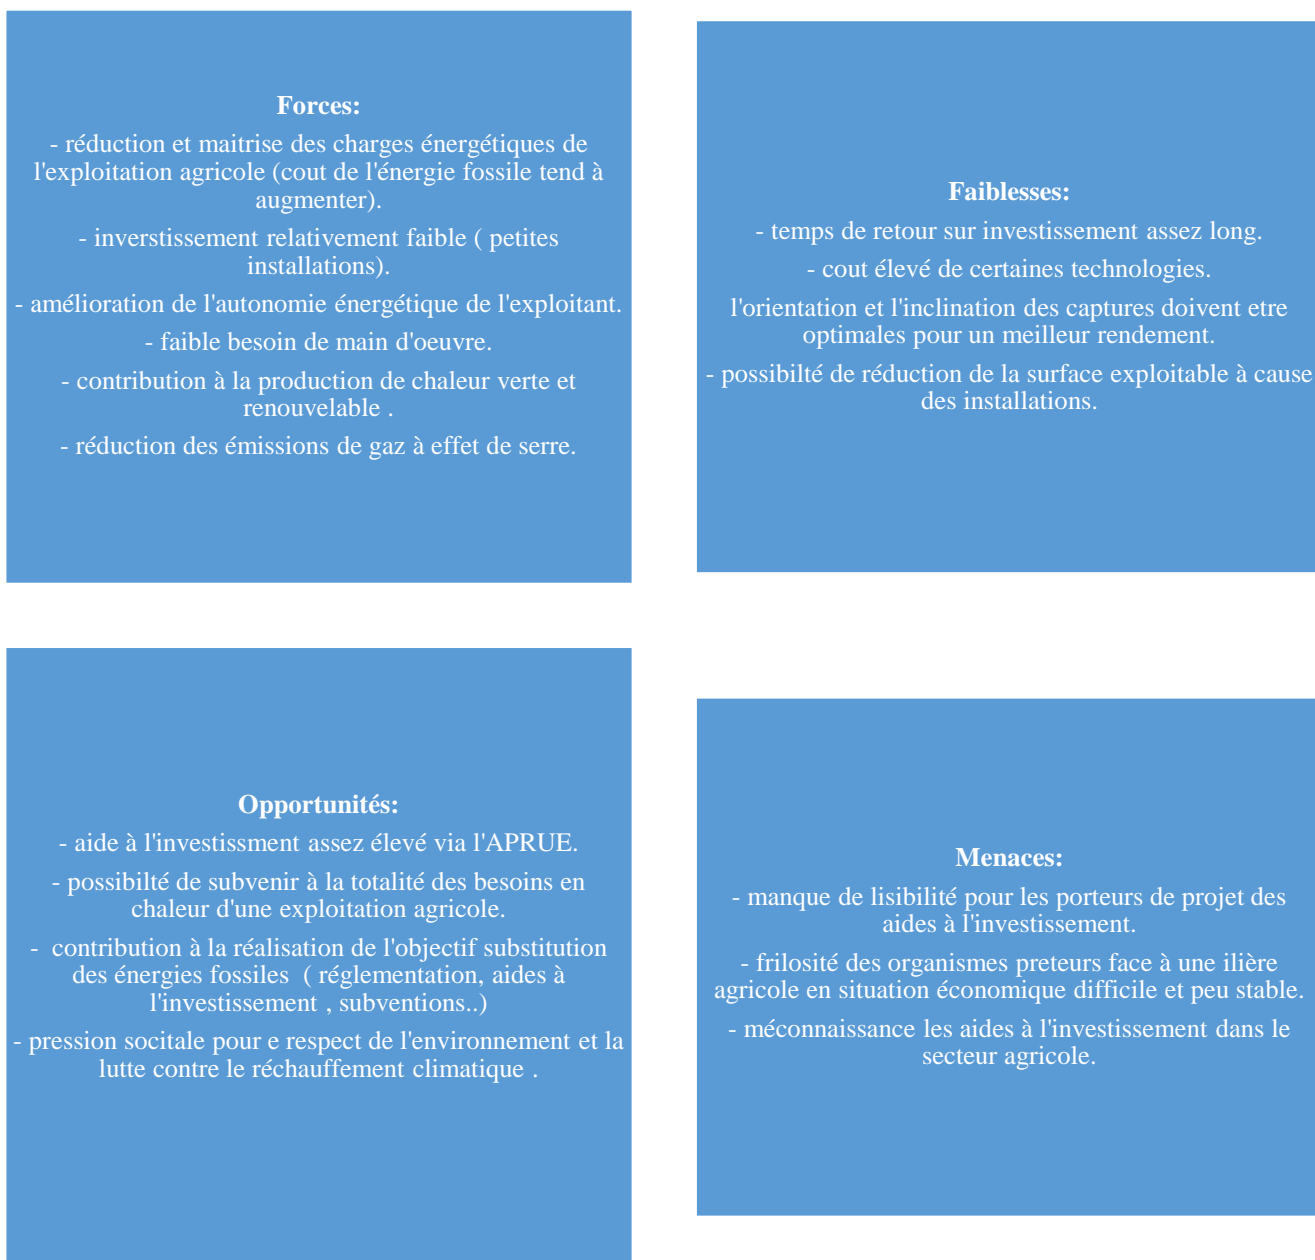 Forces:
- réduction et maitrise des charges énergétiques de
l'exploitation agricole (cout de l'énergie fossile tend à
augmenter).
- inverstissement relativement faible ( petites
installations).
- amélioration de l'autonomie énergétique de l'exploitant.
- faible besoin de main d'oeuvre.
- contribution à la production de chaleur verte et
renouvelable .
- réduction des émissions de gaz à effet de serre.
Faiblesses:
- temps de retour sur investissement assez long.
- cout élevé de certaines technologies.
l'orientation et l'inclination des captures doivent etre
optimales pour un meilleur rendement.
- possibilté de réduction de la surface exploitable à cause
des installations.
Opportunités:
- aide à l'investissment assez élevé via l'APRUE.
- possibilté de subvenir à la totalité des besoins en
chaleur d'une exploitation agricole.
- contribution à la réalisation de l'objectif substitution
des énergies fossiles ( réglementation, aides à
l'investissement , subventions..)
- pression socitale pour e respect de l'environnement et la
lutte contre le réchauffement climatique .
Menaces:
- manque de lisibilité pour les porteurs de projet des
aides à l'investissement.
- frilosité des organismes preteurs face à une ilière
agricole en situation économique difficile et peu stable.
- méconnaissance les aides à l'investissement dans le
secteur agricole.